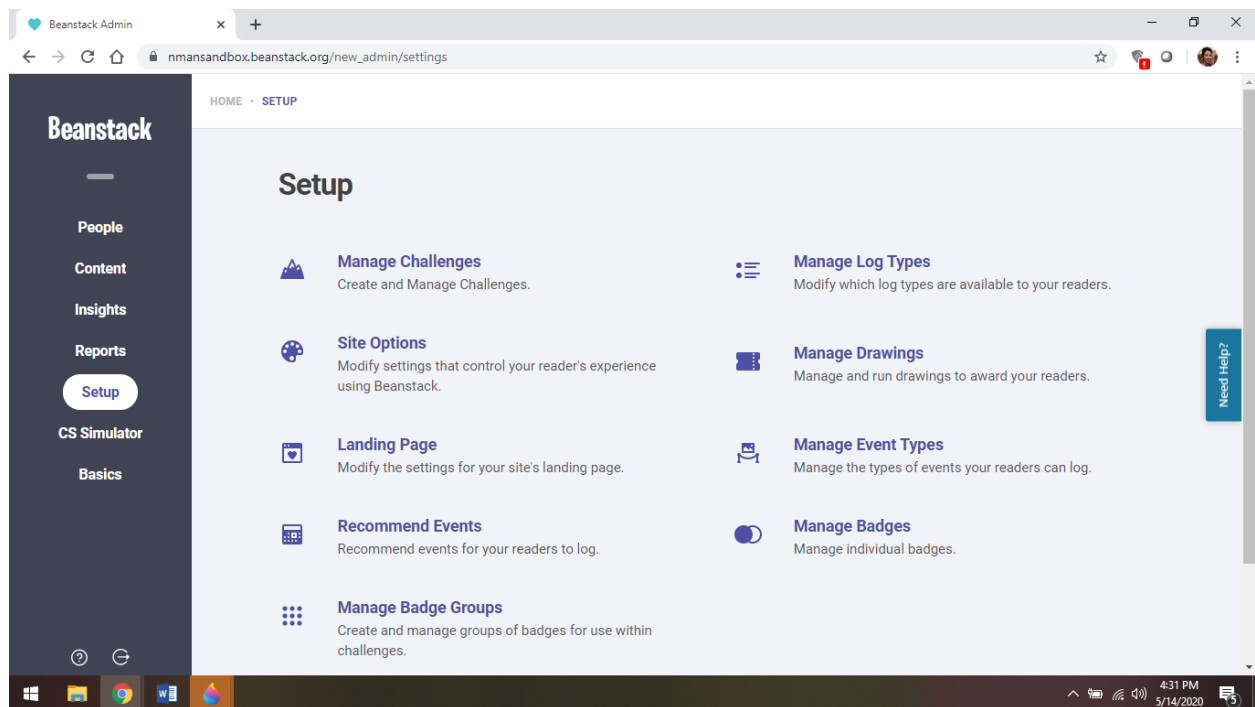 Beanstack Admin
nmansandbox.beanstack.org/new_admin/settings
HOME • SETUP
Beanstack
People
Content
Insights
Reports
Setup
CS Simulator
Basics
Setup
Manage Challenges
Create and Manage Challenges.
Site Options
Modify settings that control your reader's experience
using Beanstack.
Landing Page
Modify the settings for your site's landing page.
Recommend Events
Recommend events for your readers to log.
Manage Badge Groups
Create and manage groups of badges for use within
challenges.
Manage Log Types
Modify which log types are available to your readers.
Manage Drawings
Manage and run drawings to award your readers.
Manage Event Types
Manage the types of events your readers can log.
Manage Badges
Manage individual badges.
Need Help?
4:31 PM
5/14/2020
5